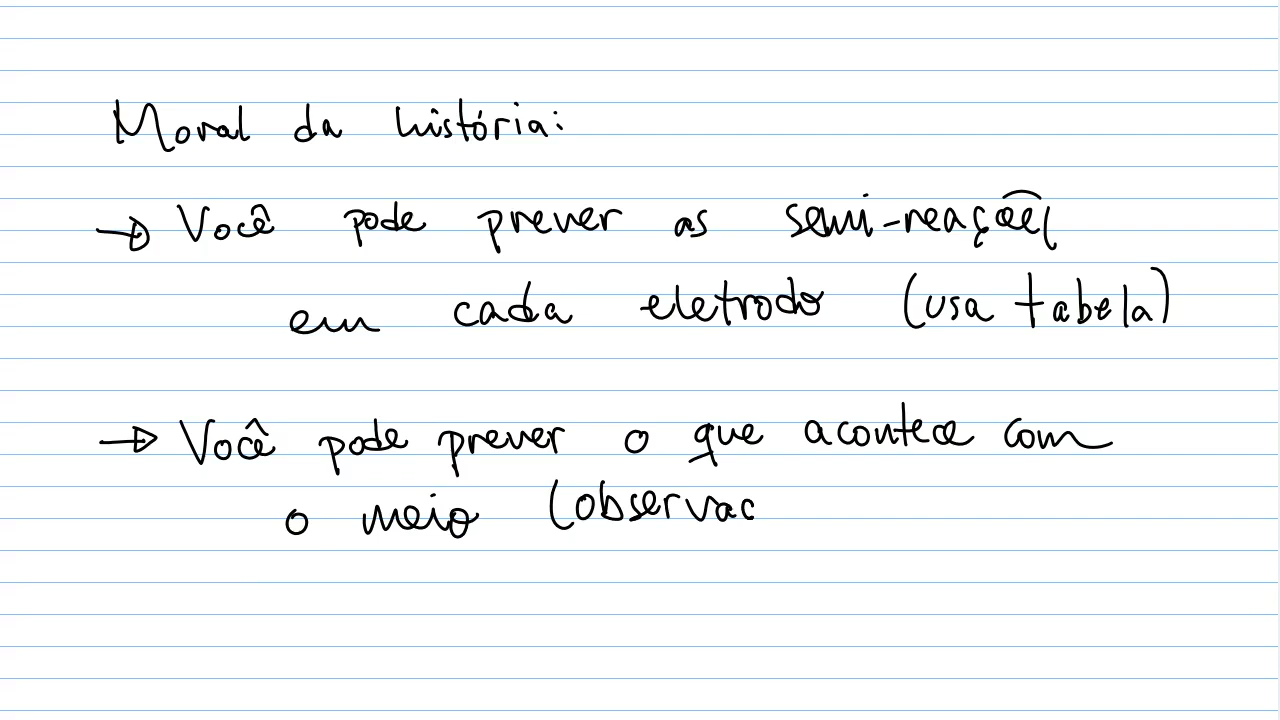 Moral da história:
→ Você pode prever as semi-reações
em cada eletrodo (usa tabela)
→ Você pode prever o que acontece com
o meio (observac